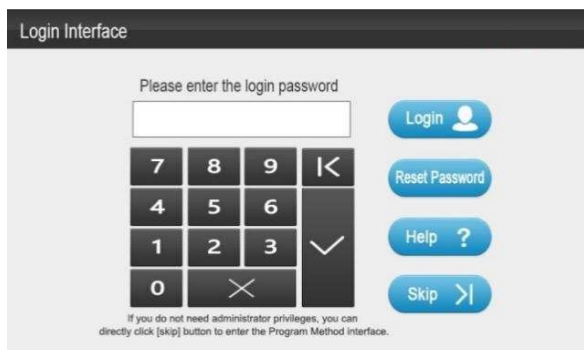 Login Interface
Please enter the login password
Login
7 8 9
Reset Password
4 5 6
Help ?
1 2 3
0
Skip
If you do not need administrator privileges, you can
directly click [skip] button to enter the Program Method interface.